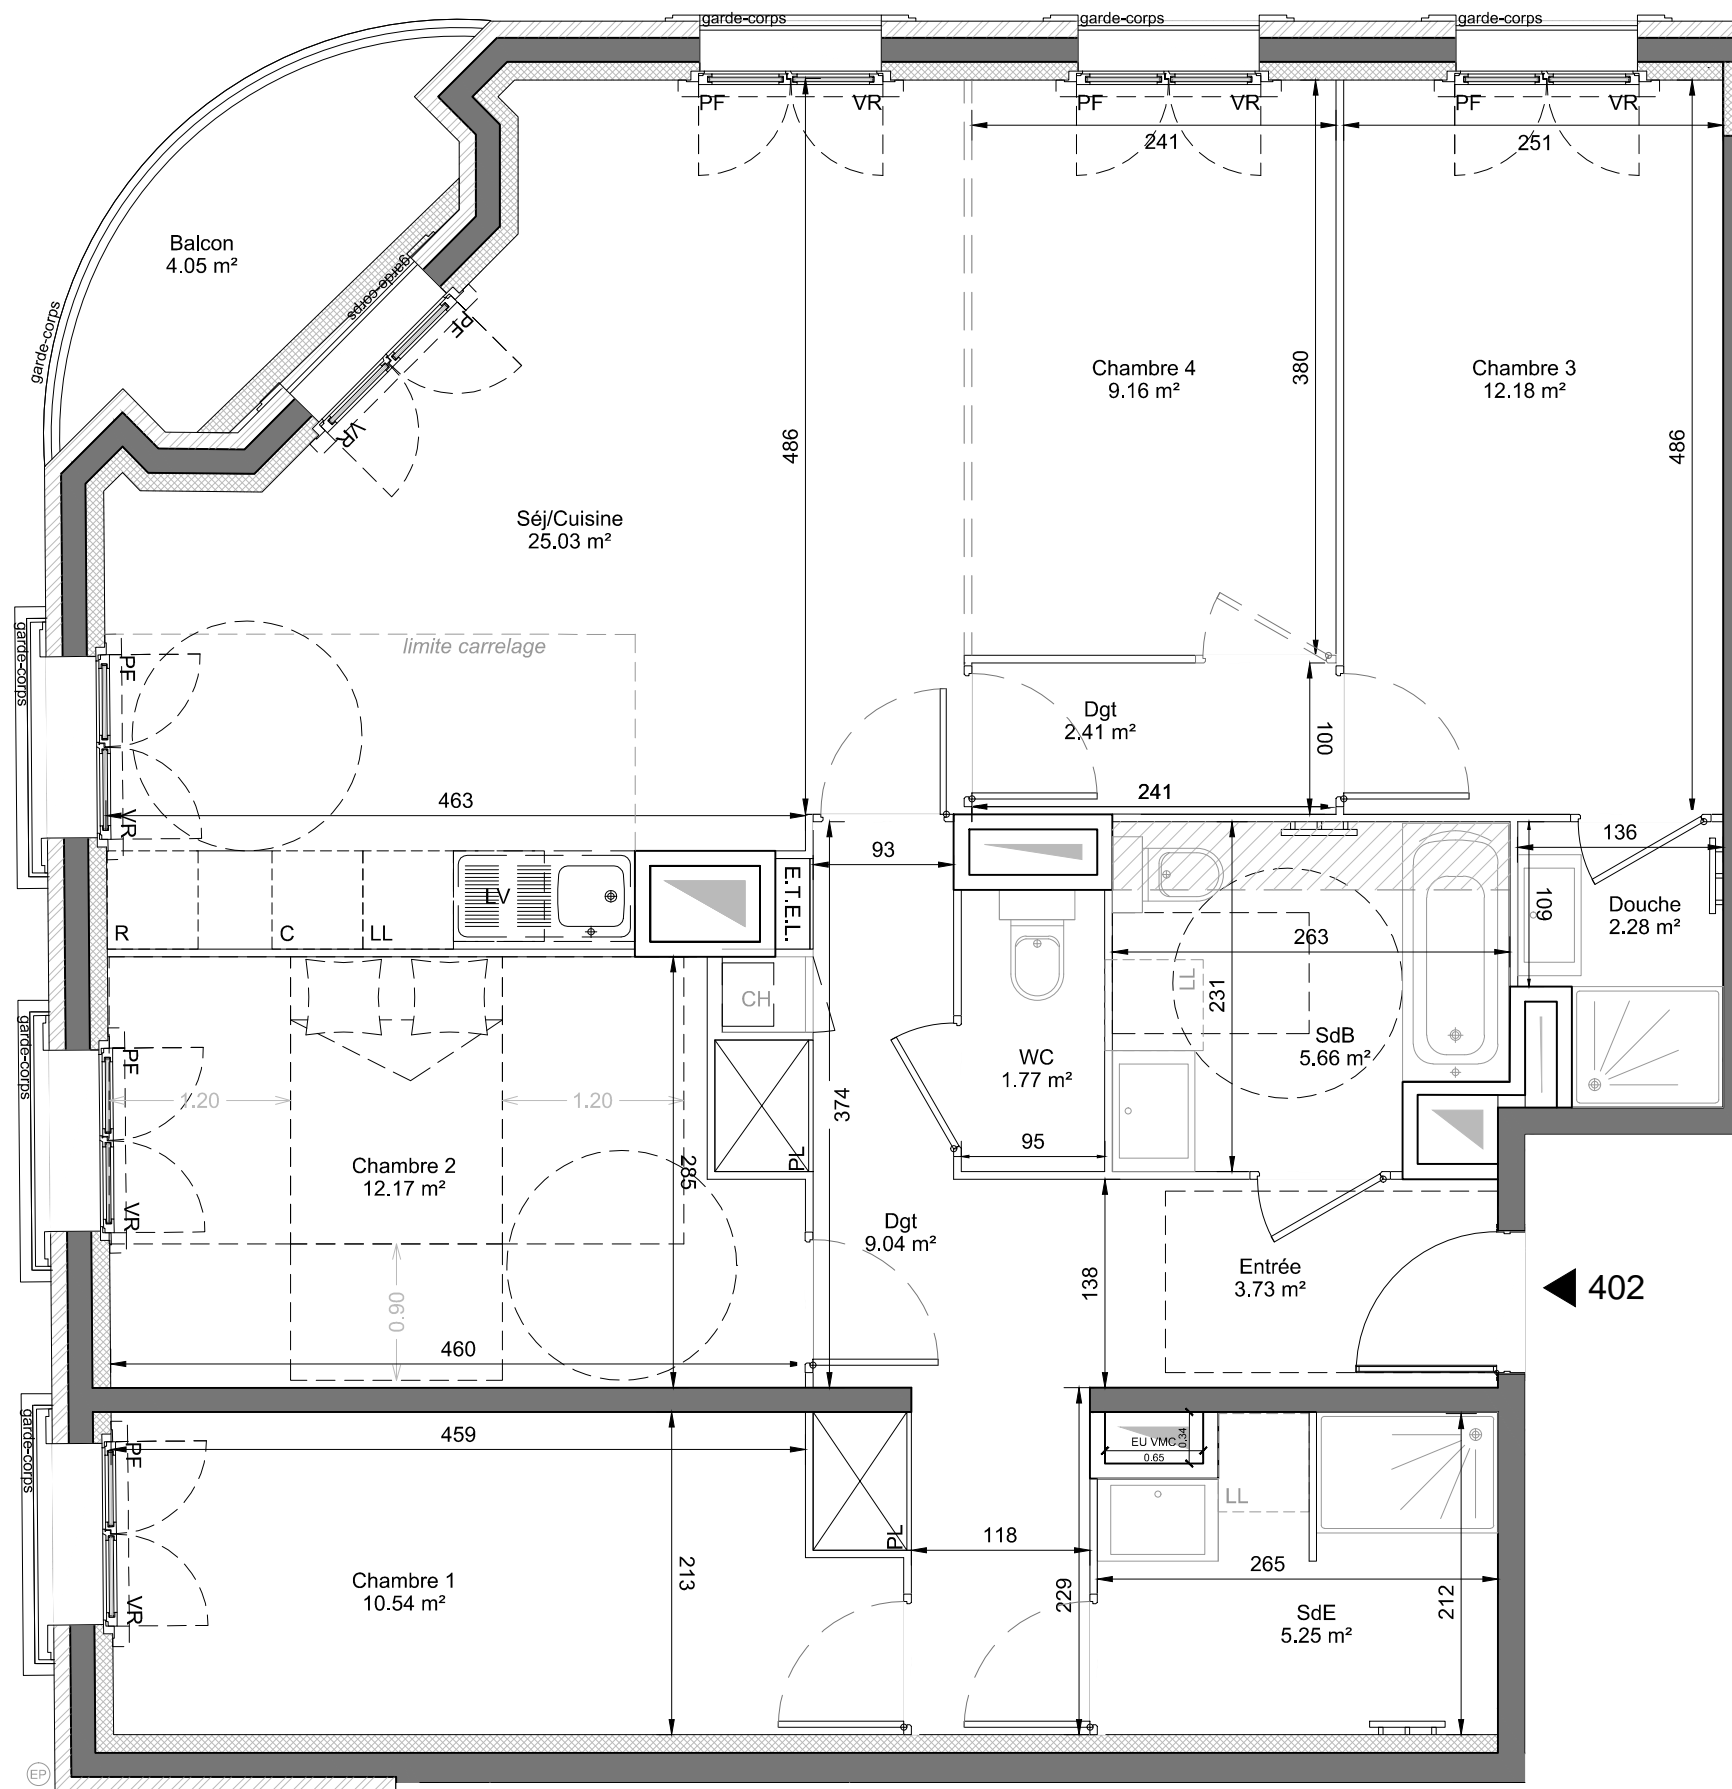 garde-corps
garde-corps
garde-corps
PF
VR
PF
VR
PF
VR
241
251
Balcon
4.05 m²
garde-corps
garde-corps
PF
VR
486
380
486
Chambre 4
9.16 m²
Chambre 3
12.18 m²
Séj/Cuisine
25.03 m²
limite carrelage
garde-corps
PF
VR
Dgt
2.41 m²
100
463
241
93
136
R
C
LL
LV
E.T.E.L.
109
Douche
2.28 m²
263
231
LL
CH
SdB
5.66 m²
WC
1.77 m²
95
374
PL
garde-corps
PF
VR
1.20
1.20
Chambre 2
12.17 m²
285
0.90
460
Dgt
9.04 m²
138
Entrée
3.73 m²
402
garde-corps
PF
VR
459
PL
EU VMC
0.34
0.65
LL
118
265
213
229
212
Chambre 1
10.54 m²
SdE
5.25 m²
EP